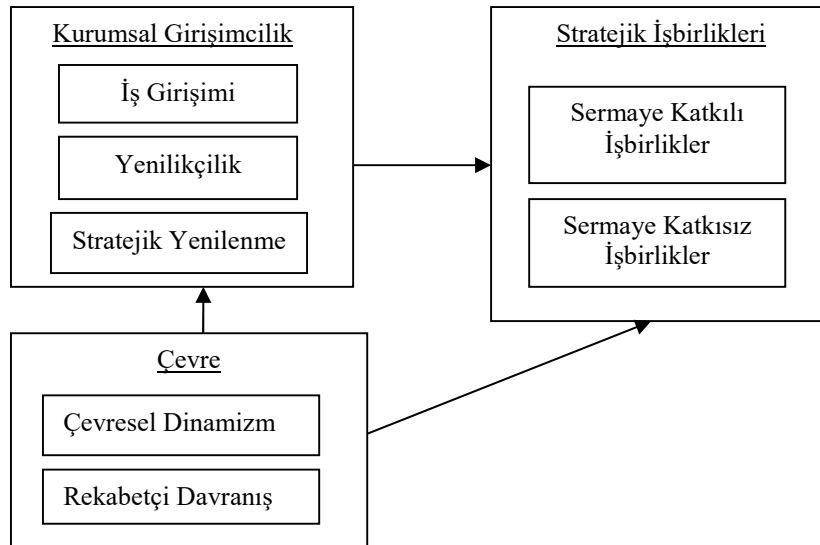 Kurumsal Girişimcilik
İş Girişimi
Yenilikçilik
Stratejik Yenilenme
Stratejik İşbirlikleri
Sermaye Katkılı
İşbirlikler
Sermaye Katkısız
İşbirlikler
Çevre
Çevresel Dinamizm
Rekabetçi Davranış